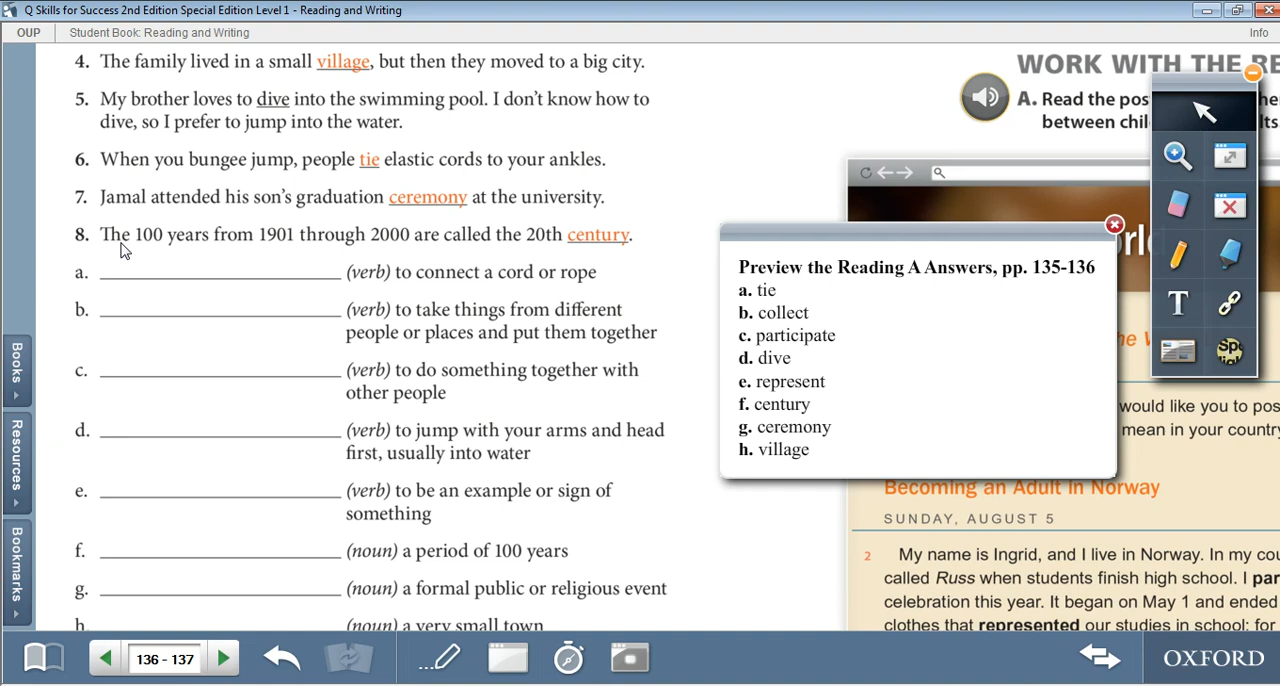 Q Skills for Success 2nd Edition Special Edition Level 1 - Reading and Writing
OUP Student Book: Reading and Writing Info
4. The family lived in a small village, but then they moved to a big city.
5. My brother loves to dive into the swimming pool. I don't know how to
dive, so I prefer to jump into the water.
6. When you bungee jump, people tie elastic cords to your ankles.
7. Jamal attended his son's graduation ceremony at the university.
8. The 100 years from 1901 through 2000 are called the 20th century.
a. ____________ (verb) to connect a cord or rope
b. ____________ (verb) to take things from different
people or places and put them together
c. ____________ (verb) to do something together with
other people
d. ____________ (verb) to jump with your arms and head
first, usually into water
e. ____________ (verb) to be an example or sign of
something
f. ____________ (noun) a period of 100 years
g. ____________ (noun) a formal public or religious event
h. ____________ (noun) a very small town
Books
Resources
Bookmarks
WORK WITH THE RE
A. Read the pos
between chil
Preview the Reading A Answers, pp. 135-136
a. tie
b. collect
c. participate
d. dive
e. represent
f. century
g. ceremony
h. village
T
would like you to pos
mean in your country
Becoming an Adult in Norway
SUNDAY, AUGUST 5
2 My name is Ingrid, and I live in Norway. In my cou
called Russ when students finish high school. I par
celebration this year. It began on May 1 and ended
clothes that represented our studies in school: for
136 - 137
OXFORD